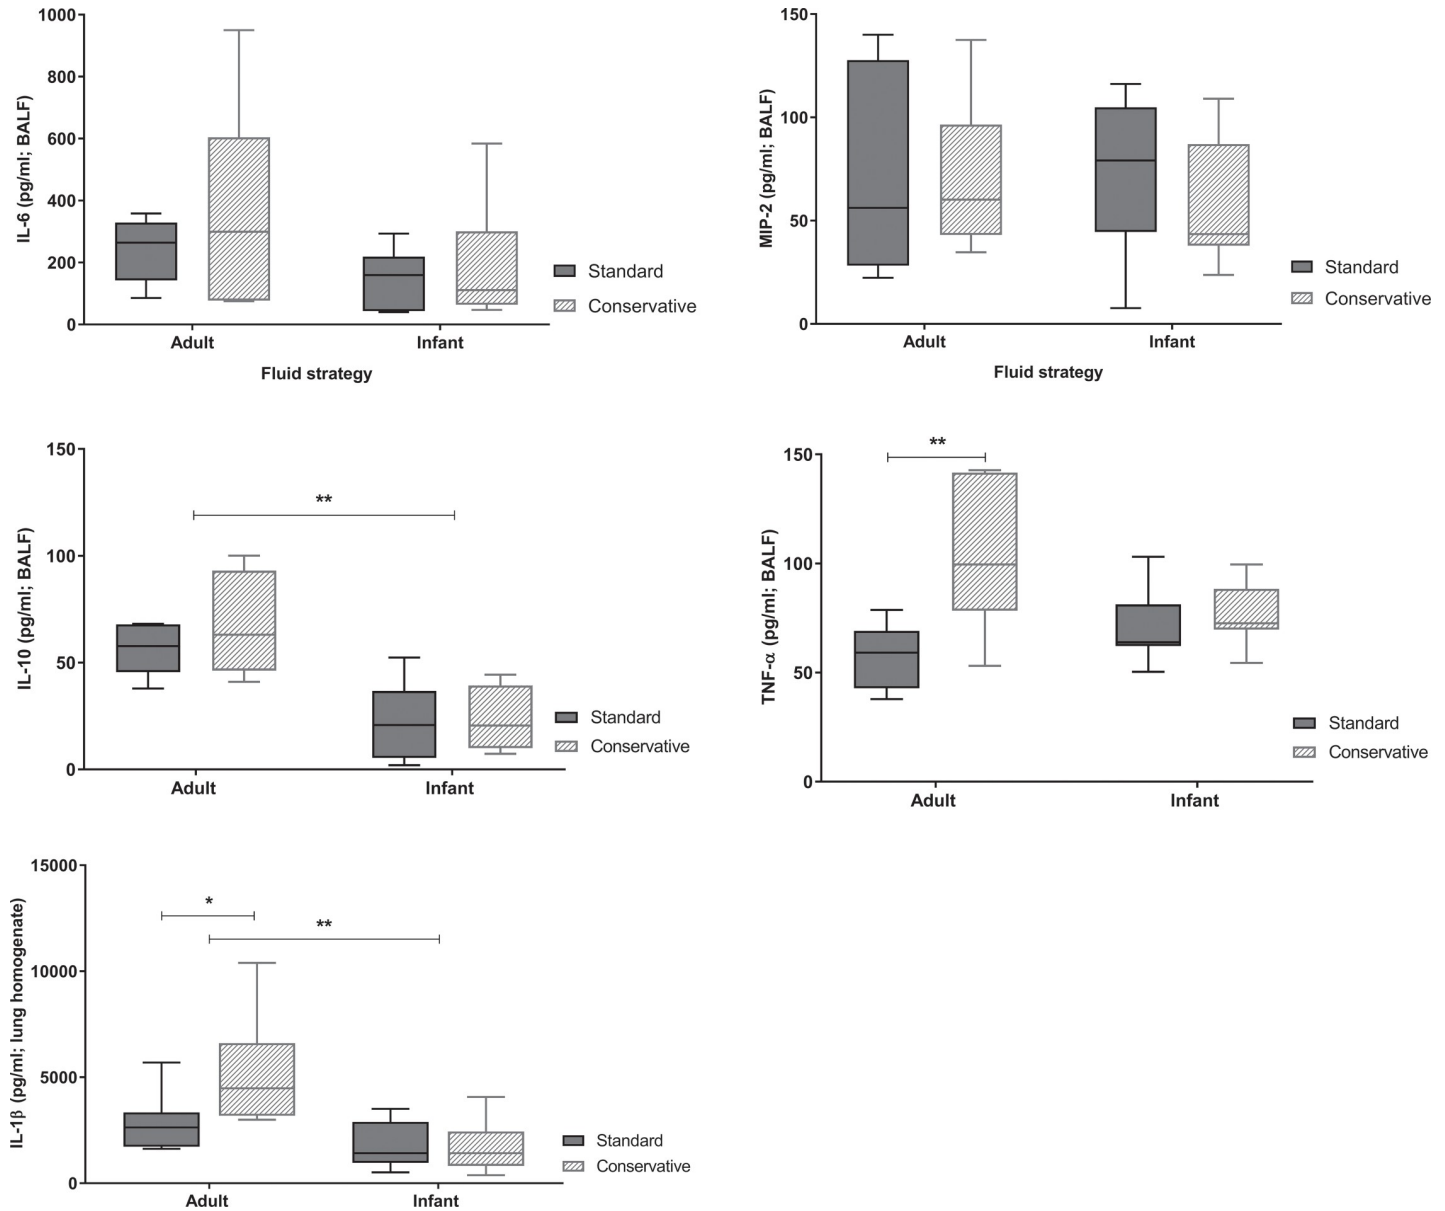 1000
800
600
400
200
0
IL-6 (pg/ml; BALF)
Adult
Infant
Fluid strategy
Standard
Conservative
150
100
50
0
MIP-2 (pg/ml; BALF)
Adult
Infant
Fluid strategy
Standard
Conservative
150
100
50
0
IL-10 (pg/ml; BALF)
**
Adult
Infant
Standard
Conservative
150
100
50
0
TNF-α (pg/ml; BALF)
**
Adult
Infant
Standard
Conservative
15000
10000
5000
0
IL-1β (pg/ml; lung homogenate)
*
**
Adult
Infant
Standard
Conservative